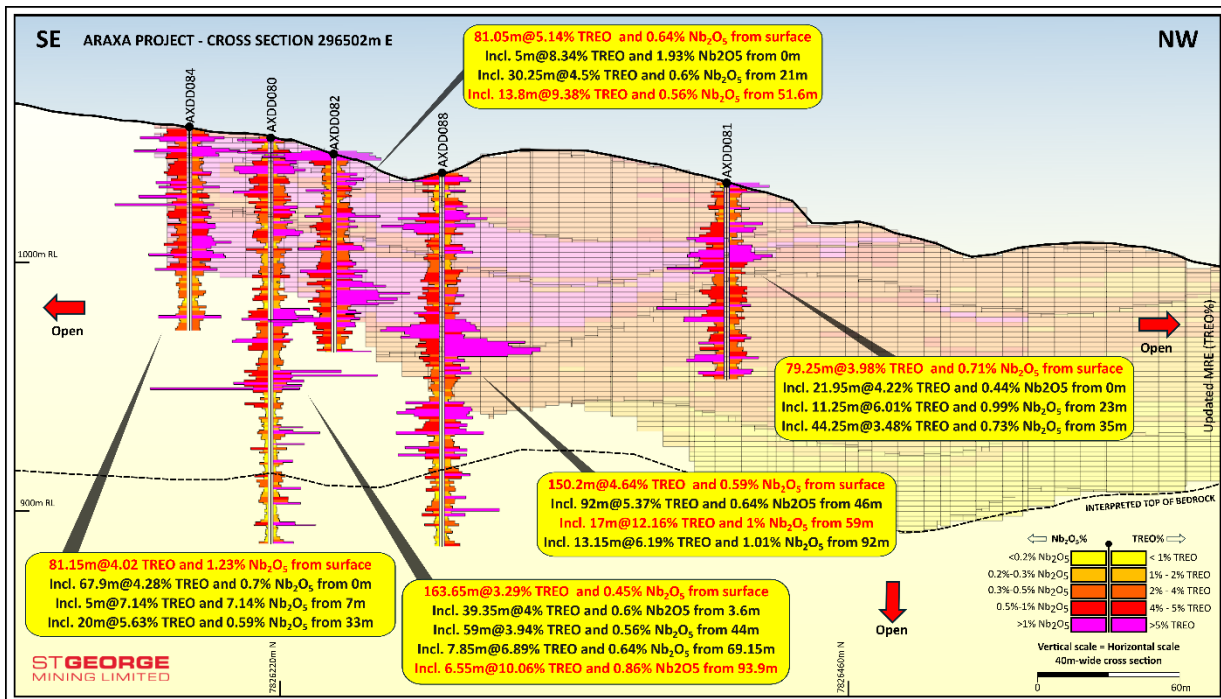 SE ARAXA PROJECT - CROSS SECTION 296502m E
NW
81.05m@5.14% TREO and 0.64% Nb₂O₅ from surface
Incl. 5m@8.34% TREO and 1.93% Nb2O5 from 0m
Incl. 30.25m@4.5% TREO and 0.6% Nb₂O₅ from 21m
Incl. 13.8m@9.38% TREO and 0.56% Nb₂O₅ from 51.6m
AXDD084
AXDD080
AXDD082
AXDD088
AXDD081
1000m RL
Open
Open
Updated MRE (TREO%)
79.25m@3.98% TREO and 0.71% Nb₂O₅ from surface
Incl. 21.95m@4.22% TREO and 0.44% Nb2O5 from 0m
Incl. 11.25m@6.01% TREO and 0.99% Nb₂O₅ from 23m
Incl. 44.25m@3.48% TREO and 0.73% Nb₂O₅ from 35m
150.2m@4.64% TREO and 0.59% Nb₂O₅ from surface
Incl. 92m@5.37% TREO and 0.64% Nb2O5 from 46m
Incl. 17m@12.16% TREO and 1% Nb₂O₅ from 59m
Incl. 13.15m@6.19% TREO and 1.01% Nb₂O₅ from 92m
900m RL
INTERPRETED TOP OF BEDROCK
81.15m@4.02 TREO and 1.23% Nb₂O₅ from surface
Incl. 67.9m@4.28% TREO and 0.7% Nb₂O₅ from 0m
Incl. 5m@7.14% TREO and 7.14% Nb₂O₅ from 7m
Incl. 20m@5.63% TREO and 0.59% Nb₂O₅ from 33m
163.65m@3.29% TREO and 0.45% Nb₂O₅ from surface
Incl. 39.35m@4% TREO and 0.6% Nb2O5 from 3.6m
Incl. 59m@3.94% TREO and 0.56% Nb₂O₅ from 44m
Incl. 7.85m@6.89% TREO and 0.64% Nb₂O₅ from 69.15m
Incl. 6.55m@10.06% TREO and 0.86% Nb2O5 from 93.9m
Open
Nb₂O₅% TREO%
<0.2% Nb₂O₅ < 1% TREO
0.2%-0.3% Nb₂O₅ 1% - 2% TREO
0.3%-0.5% Nb₂O₅ 2% - 4% TREO
0.5%-1% Nb₂O₅ 4% - 5% TREO
>1% Nb₂O₅ >5% TREO
Vertical scale = Horizontal scale
40m-wide cross section
0 60m
STGEORGE
MINING LIMITED
7826220m N
7826460m N